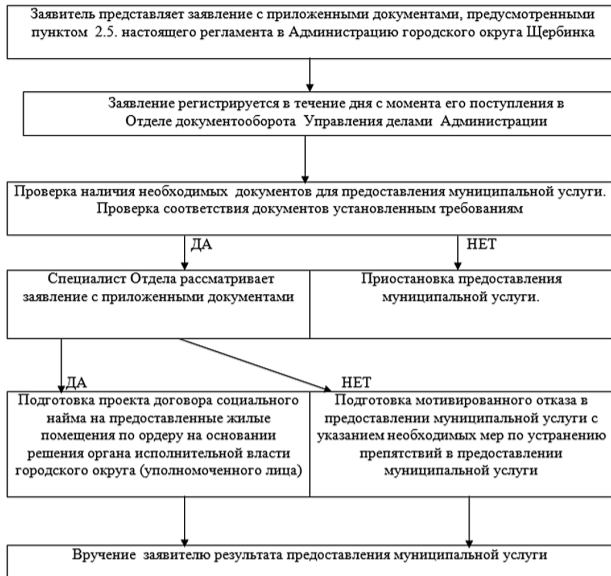 Заявитель представляет заявление с приложенными документами, предусмотренными
пунктом 2.5. настоящего регламента в Администрацию городского округа Щербинка
Заявление регистрируется в течение дня с момента его поступления в
Отделе документооборота Управления делами Администрации
Проверка наличия необходимых документов для предоставления муниципальной услуги.
Проверка соответствия документов установленным требованиям
ДА
НЕТ
Специалист Отдела рассматривает
заявление с приложенными документами
Приостановка предоставления
муниципальной услуги.
ДА
НЕТ
Подготовка проекта договора социального
найма на предоставленные жилые
помещения по ордеру на основании
решения органа исполнительной власти
городского округа (уполномоченного лица)
Подготовка мотивированного отказа в
предоставлении муниципальной услуги с
указанием необходимых мер по устранению
препятствий в предоставлении
муниципальной услуги
Вручение заявителю результата предоставления муниципальной услуги